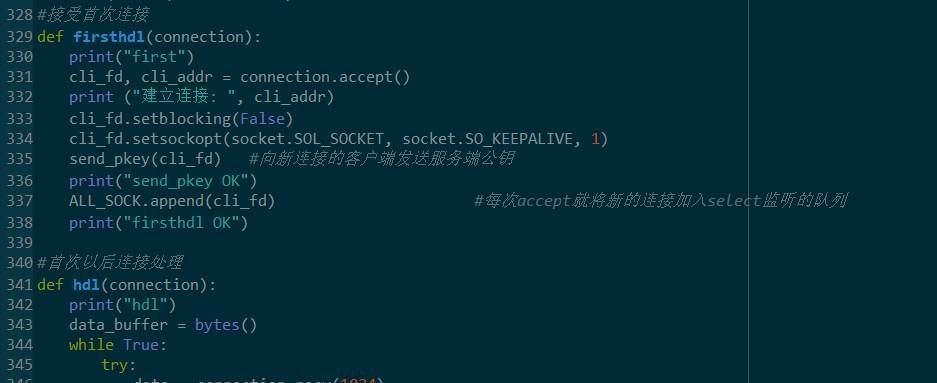 328 #接受首次连接
329 def firsthdl(connection):
330     print("first")
331     cli_fd, cli_addr = connection.accept()
332     print ("建立连接: ", cli_addr)
333     cli_fd.setblocking(False)
334     cli_fd.setsockopt(socket.SOL_SOCKET, socket.SO_KEEPALIVE, 1)
335     send_pkey(cli_fd)   #向新连接的客户端发送服务端公钥
336     print("send_pkey OK")
337     ALL_SOCK.append(cli_fd)                         #每次accept就将新的连接加入select监听的队列
338     print("firsthdl OK")
339
340 #首次以后连接处理
341 def hdl(connection):
342     print("hdl")
343     data_buffer = bytes()
344     while True:
345         try:
346             data = connection.recv(1024)